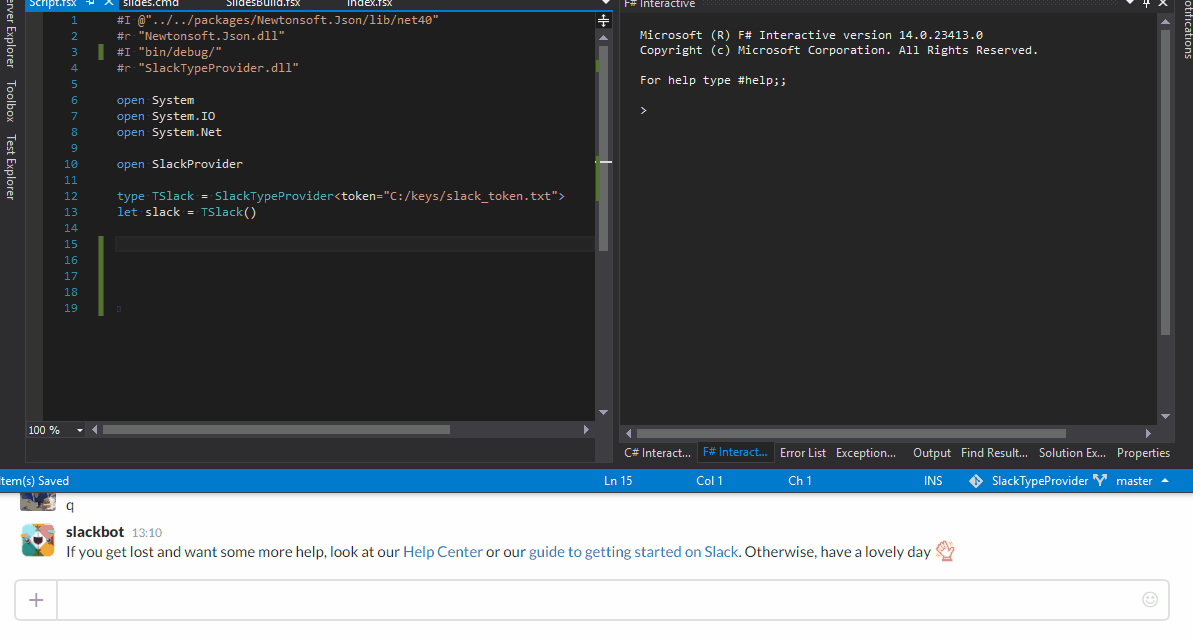 Script.fsx
slides.cmd
SlidesBuild.fsx
Index.fsx
F# Interactive
erver Explorer
Toolbox
Test Explorer
1 #I @"../../packages/Newtonsoft.Json/lib/net40"
2 #r "Newtonsoft.Json.dll"
3 #I "bin/debug/"
4 #r "SlackTypeProvider.dll"
5
6 open System
7 open System.IO
8 open System.Net
9
10 open SlackProvider
11
12 type TSlack = SlackTypeProvider<token="C:/keys/slack_token.txt">
13 let slack = TSlack()
14
15
16
17
18
19
100 %
Microsoft (R) F# Interactive version 14.0.23413.0
Copyright (c) Microsoft Corporation. All Rights Reserved.
For help type #help;;
>
otifications
C# Interact... F# Interact... Error List Exception... Output Find Result... Solution Ex... Properties
Item(s) Saved Ln 15 Col 1 Ch 1 INS SlackTypeProvider master
q
slackbot 13:10
If you get lost and want some more help, look at our Help Center or our guide to getting started on Slack. Otherwise, have a lovely day